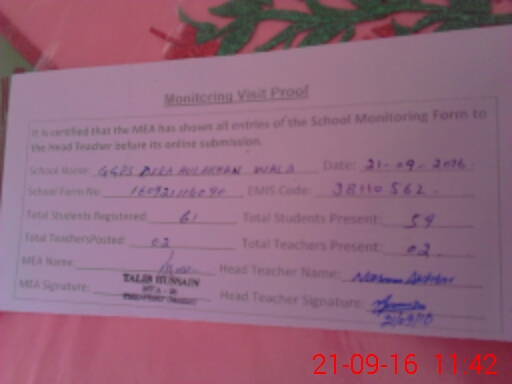 Monitoring Visit Proof
It is certified that the MEA has shown all entries of the School Monitoring Form to
the Head Teacher before its online submission.
School Name: GGPS DERA WALA Date: 21-09-2016
School Form No: EMIS Code: 38110562
Total Students Registered: 61 Total Students Present: 59
Total TeachersPosted: 02 Total Teachers Present: 02
MEA Name: Head Teacher Name:
TALIB HUSSAIN
MEA Signature: Head Teacher Signature:
21-09-16 11:42